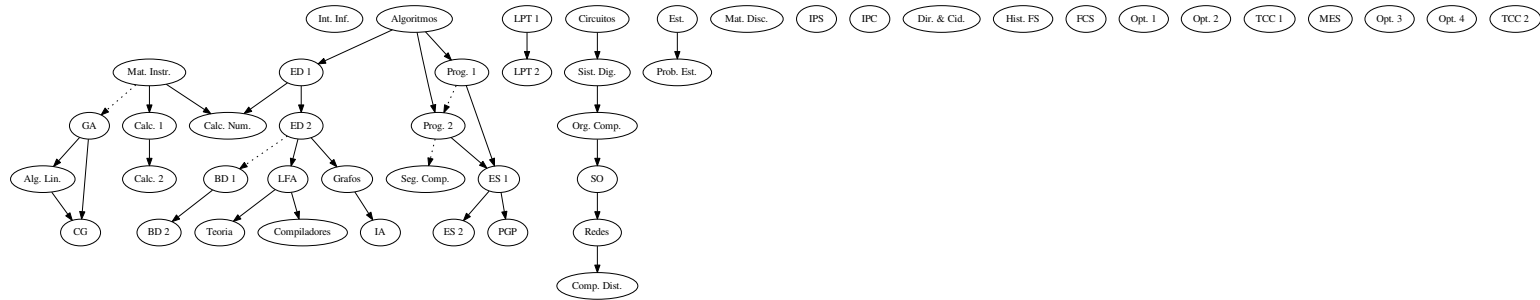 Int. Inf.
Algoritmos
LPT 1
Circuitos
Est.
Mat. Disc.
IPS
IPC
Dir. & Cid.
Hist. FS
FCS
Opt. 1
Opt. 2
TCC 1
MES
Opt. 3
Opt. 4
TCC 2
Mat. Instr.
ED 1
Prog. 1
LPT 2
Sist. Dig.
Prob. Est.
GA
Calc. 1
Calc. Num.
ED 2
Prog. 2
Org. Comp.
Alg. Lin.
Calc. 2
BD 1
LFA
Grafos
Seg. Comp.
ES 1
SO
CG
BD 2
Teoria
Compiladores
IA
ES 2
PGP
Redes
Comp. Dist.